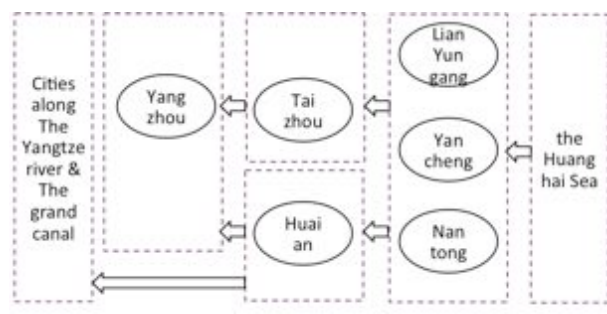 Cities
along
The
Yangtze
river &
The
grand
canal
Yang
zhou
Tai
zhou
Huai
an
Lian
Yun
gang
Yan
cheng
Nan
tong
the
Huang
hai Sea